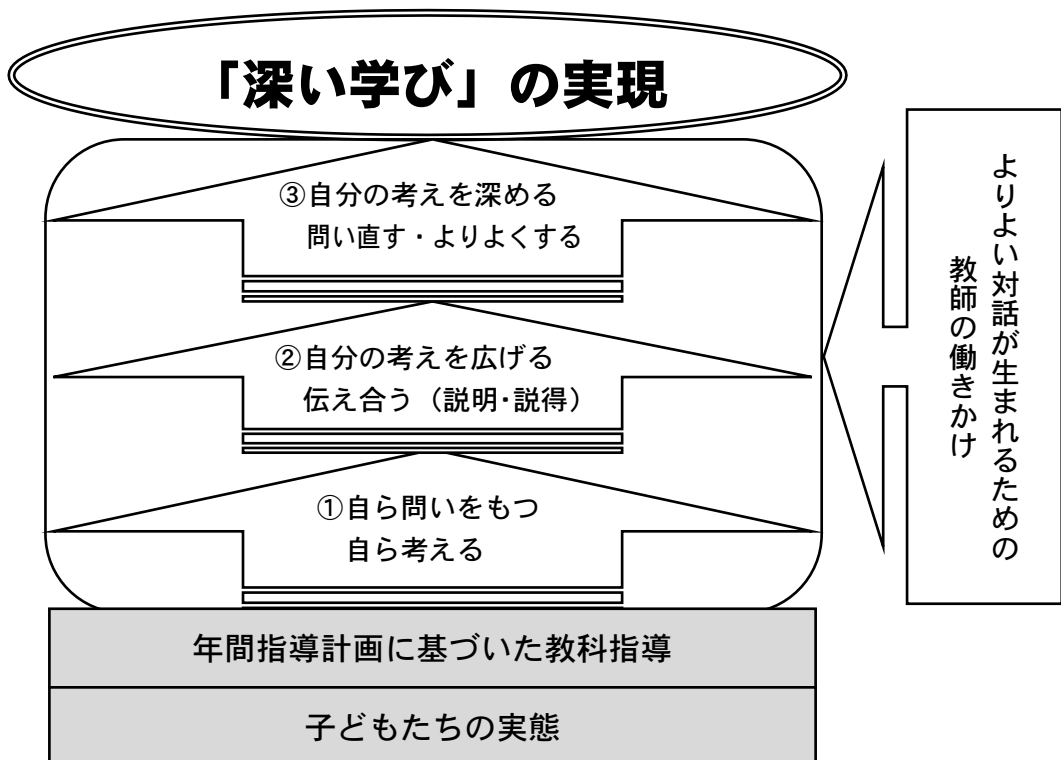 「深い学び」の実現
③自分の考えを深める
問い直す・よりよくする
②自分の考えを広げる
伝え合う（説明・説得）
①自ら問いをもつ
自ら考える
年間指導計画に基づいた教科指導
子どもたちの実態
よりよい対話が生まれるための
教師の働きかけ